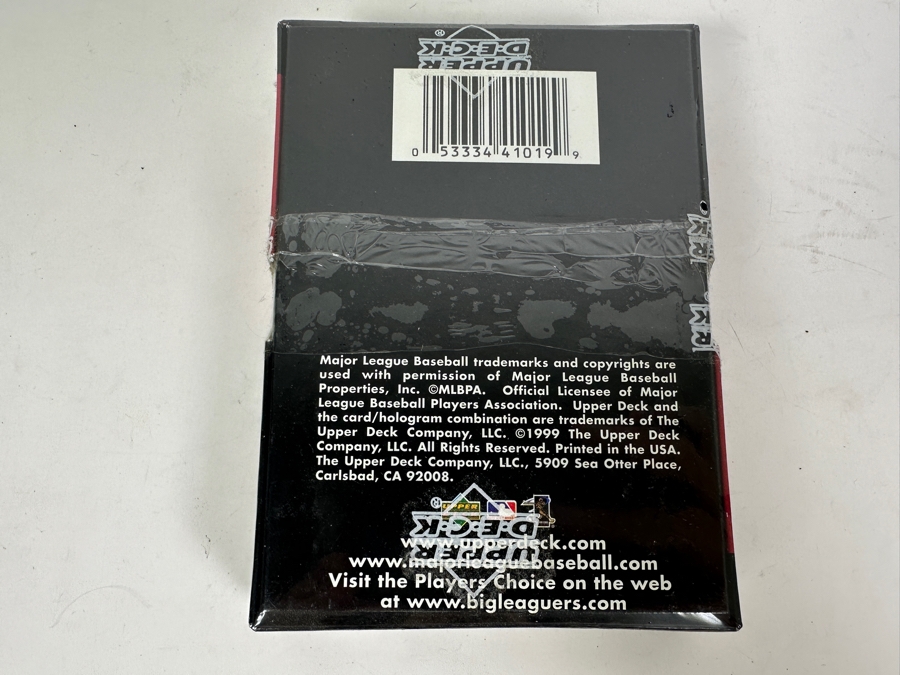 UPPER
D·E·C·K ®
0 53334 41019 9
Major League Baseball trademarks and copyrights are
used with permission of Major League Baseball
Properties, Inc. ©MLBPA. Official Licensee of Major
League Baseball Players Association. Upper Deck and
the card/hologram combination are trademarks of The
Upper Deck Company, LLC. ©1999 The Upper Deck
Company, LLC. All Rights Reserved. Printed in the USA.
The Upper Deck Company, LLC., 5909 Sea Otter Place,
Carlsbad, CA 92008.
UPPER
UPPER
D·E·C·K ®
www.upperdeck.com
www.majorleaguebaseball.com
Visit the Players Choice on the web
at www.bigleaguers.com